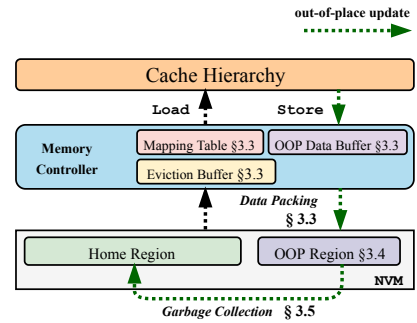 out-of-place update
Cache Hierarchy
Load Store
Memory Controller
Mapping Table §3.3 OOP Data Buffer §3.3
Eviction Buffer §3.3
Data Packing
§ 3.3
Home Region OOP Region §3.4
NVM
Garbage Collection § 3.5